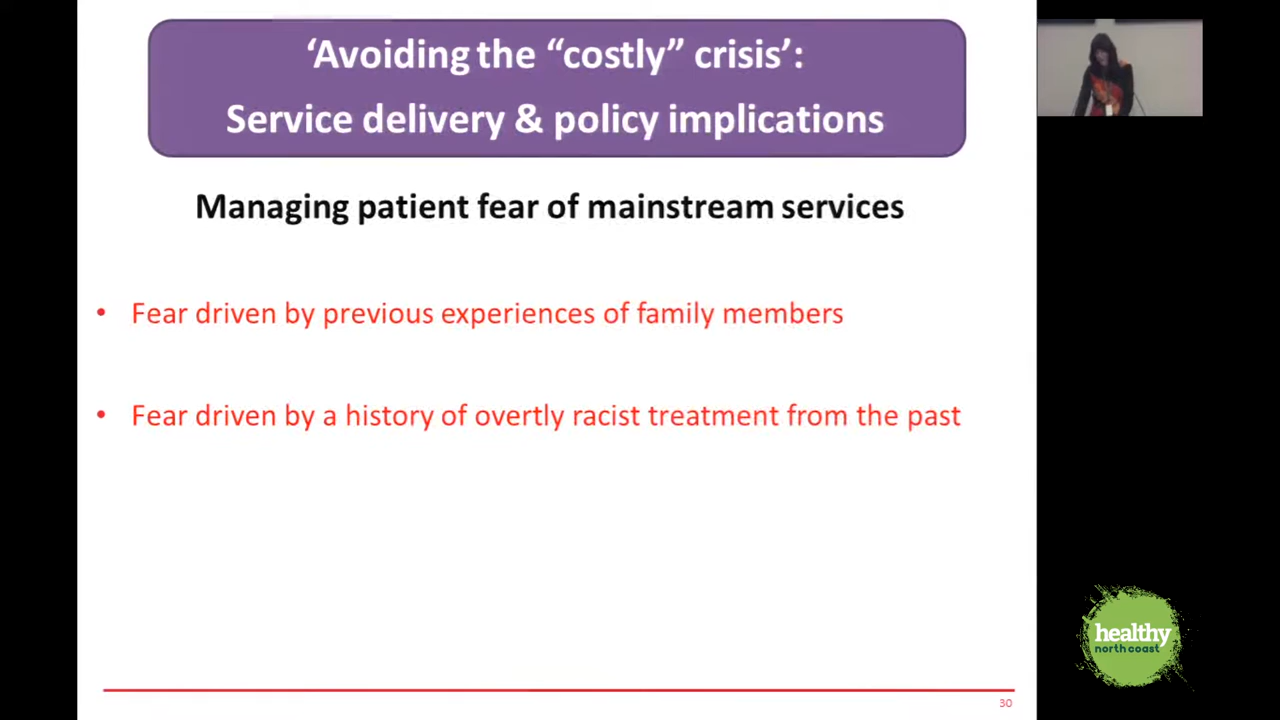 ‘Avoiding the “costly” crisis’:
Service delivery & policy implications
Managing patient fear of mainstream services
• Fear driven by previous experiences of family members
• Fear driven by a history of overtly racist treatment from the past
healthy
north coast
30